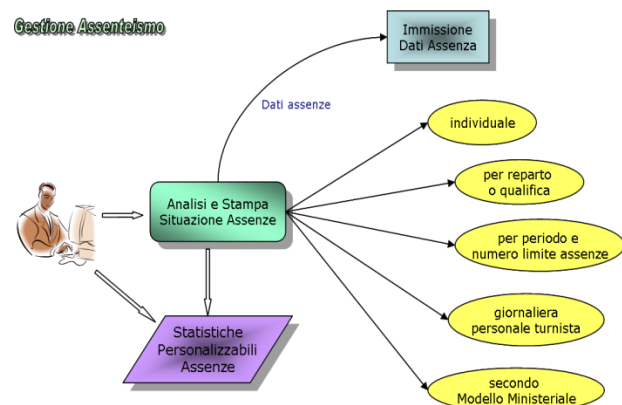 Gestione Assenteismo
Immissione
Dati Assenza
Dati assenze
individuale
per reparto
o qualifica
Analisi e Stampa
Situazione Assenze
per periodo e
numero limite assenze
giornaliera
personale turnista
Statistiche
Personalizzabili
Assenze
secondo
Modello Ministeriale